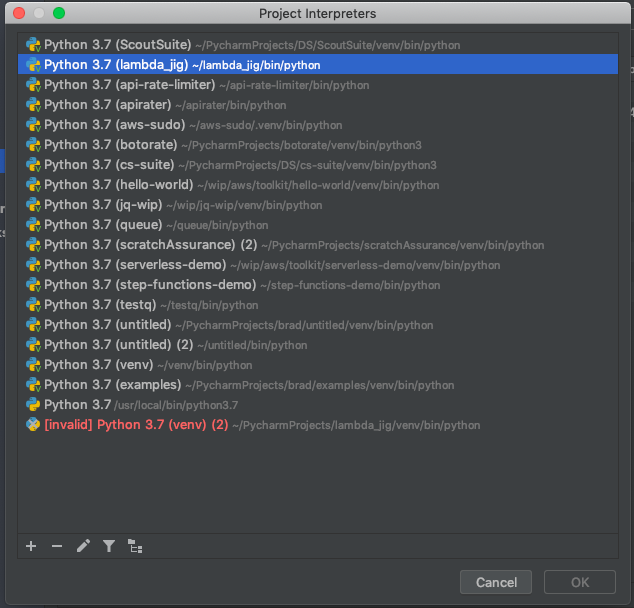 Project Interpreters
Python 3.7 (ScoutSuite) ~/PycharmProjects/DS/ScoutSuite/venv/bin/python
Python 3.7 (lambda_jig) ~/lambda_jig/bin/python
Python 3.7 (api-rate-limiter) ~/api-rate-limiter/bin/python
Python 3.7 (apirater) ~/apirater/bin/python
Python 3.7 (aws-sudo) ~/aws-sudo/.venv/bin/python
Python 3.7 (botorate) ~/PycharmProjects/botorate/venv/bin/python3
Python 3.7 (cs-suite) ~/PycharmProjects/DS/cs-suite/venv/bin/python3
Python 3.7 (hello-world) ~/wip/aws/toolkit/hello-world/venv/bin/python
Python 3.7 (jq-wip) ~/wip/jq-wip/venv/bin/python
Python 3.7 (queue) ~/queue/bin/python
Python 3.7 (scratchAssurance) (2) ~/PycharmProjects/scratchAssurance/venv/bin/python
Python 3.7 (serverless-demo) ~/wip/aws/toolkit/serverless-demo/venv/bin/python
Python 3.7 (step-functions-demo) ~/step-functions-demo/bin/python
Python 3.7 (testq) ~/testq/bin/python
Python 3.7 (untitled) ~/PycharmProjects/brad/untitled/venv/bin/python
Python 3.7 (untitled) (2) ~/untitled/bin/python
Python 3.7 (venv) ~/venv/bin/python
Python 3.7 (examples) ~/PycharmProjects/brad/examples/venv/bin/python
Python 3.7 /usr/local/bin/python3.7
[invalid] Python 3.7 (venv) (2) ~/PycharmProjects/lambda_jig/venv/bin/python
Cancel
OK